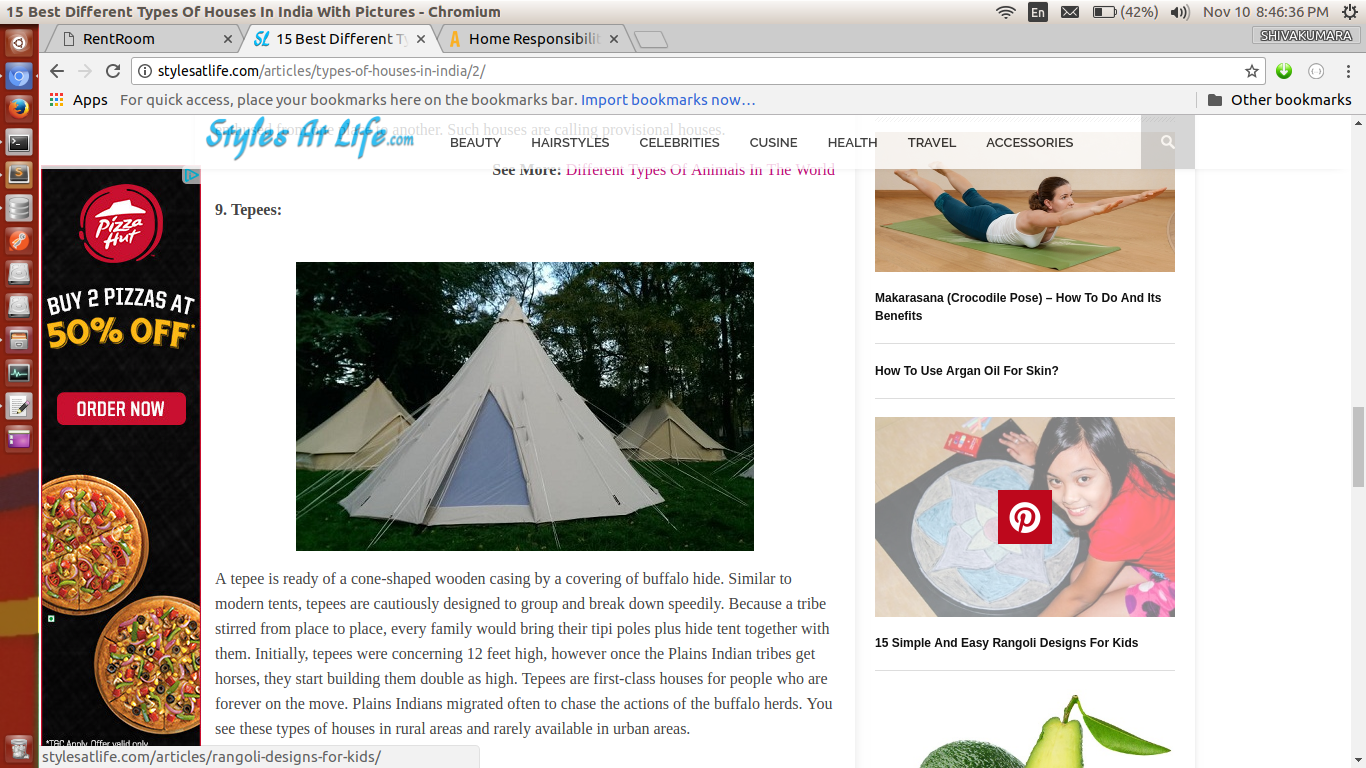 15 Best Different Types Of Houses In India With Pictures - Chromium
En
(42%)
Nov 10 8:46:36 PM
RentRoom
15 Best Different Ty
Home Responsibilit
SHIVAKUMARA
stylesatlife.com/articles/types-of-houses-in-india/2/
Apps
For quick access, place your bookmarks here on the bookmarks bar. Import bookmarks now…
Other bookmarks
from one place to another. Such houses are calling provisional houses.
Styles At Life.com
BEAUTY
HAIRSTYLES
CELEBRITIES
CUSINE
HEALTH
TRAVEL
ACCESSORIES
See More: Different Types Of Animals In The World
9. Tepees:
A tepee is ready of a cone-shaped wooden casing by a covering of buffalo hide. Similar to
modern tents, tepees are cautiously designed to group and break down speedily. Because a tribe
stirred from place to place, every family would bring their tipi poles plus hide tent together with
them. Initially, tepees were concerning 12 feet high, however once the Plains Indian tribes get
horses, they start building them double as high. Tepees are first-class houses for people who are
forever on the move. Plains Indians migrated often to chase the actions of the buffalo herds. You
see these types of houses in rural areas and rarely available in urban areas.
Pizza
Hut
BUY 2 PIZZAS AT
50% OFF*
ORDER NOW
*T&C Apply. Offer valid only
Makarasana (Crocodile Pose) – How To Do And Its
Benefits
How To Use Argan Oil For Skin?
15 Simple And Easy Rangoli Designs For Kids
stylesatlife.com/articles/rangoli-designs-for-kids/